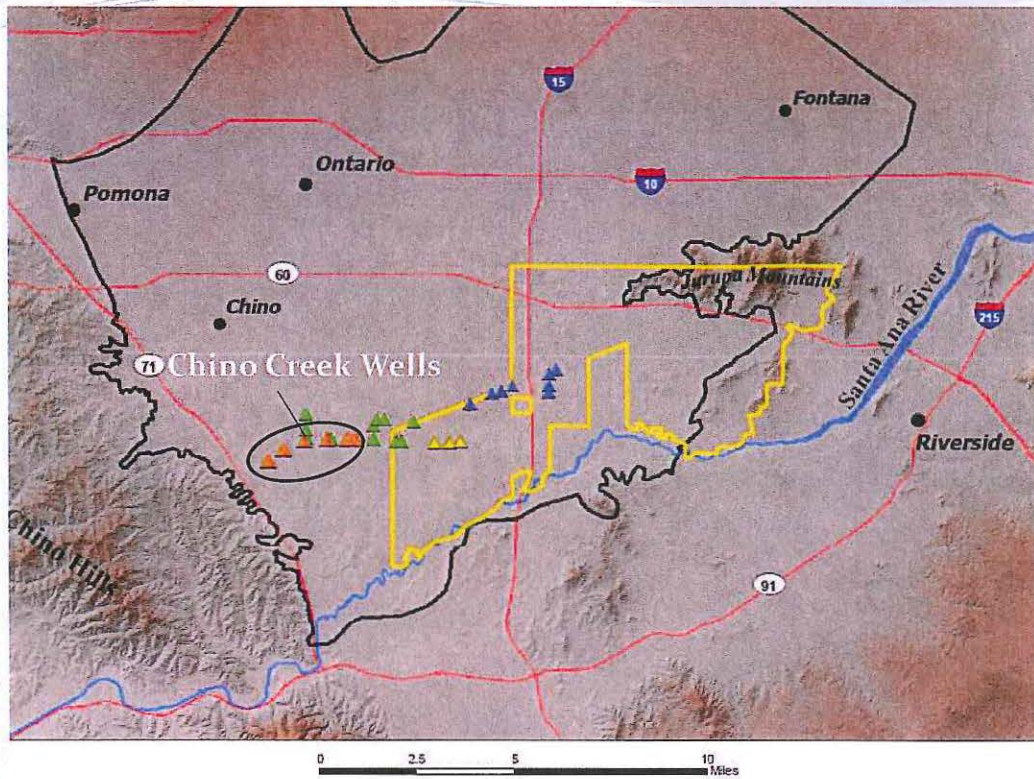 15
Fontana
Ontario
10
Pomona
60
Jurupa Mountains
Chino
215
Santa Ana River
71
Chino Creek Wells
Riverside
Chino Hills
91
0 2.5 5 10
Miles